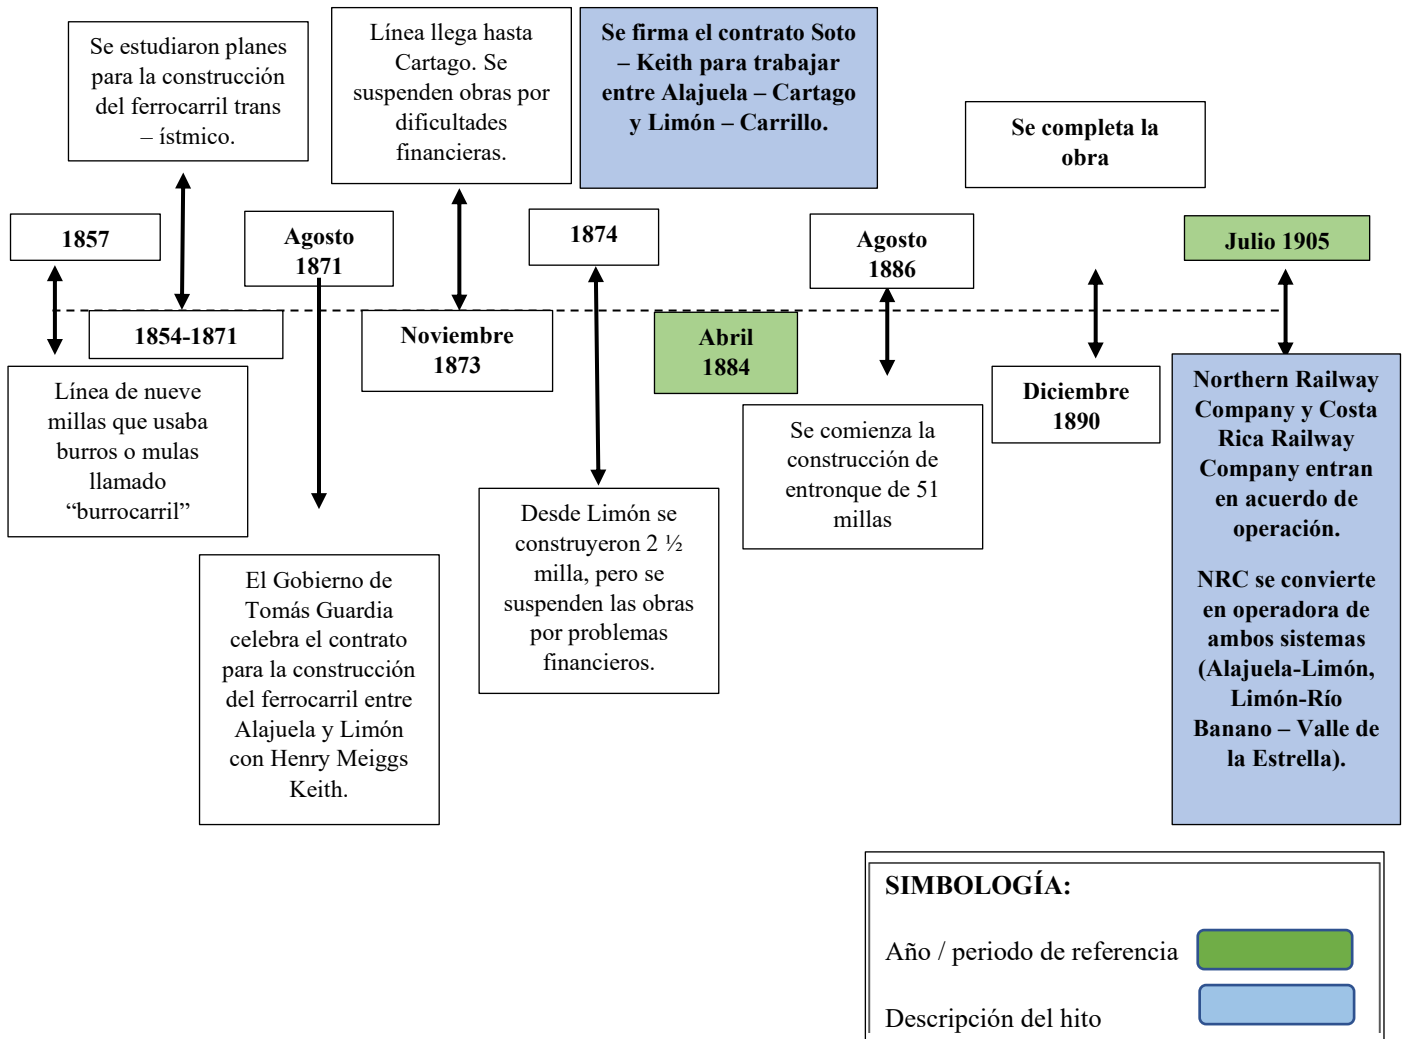 Se estudiaron planes
para la construcción
del ferrocarril trans
– ístmico.
Línea llega hasta
Cartago. Se
suspenden obras por
dificultades
financieras.
Se firma el contrato Soto
– Keith para trabajar
entre Alajuela – Cartago
y Limón – Carrillo.
Se completa la
obra
1857
Agosto
1871
1874
Agosto
1886
Julio 1905
1854-1871
Noviembre
1873
Abril
1884
Diciembre
1890
Línea de nueve
millas que usaba
burros o mulas
llamado
“burrocarril”
El Gobierno de
Tomás Guardia
celebra el contrato
para la construcción
del ferrocarril entre
Alajuela y Limón
con Henry Meiggs
Keith.
Desde Limón se
construyeron 2 ½
milla, pero se
suspenden las obras
por problemas
financieros.
Se comienza la
construcción de
entronque de 51
millas
Northern Railway
Company y Costa
Rica Railway
Company entran
en acuerdo de
operación.
NRC se convierte
en operadora de
ambos sistemas
(Alajuela-Limón,
Limón-Río
Banano – Valle de
la Estrella).
SIMBOLOGÍA:
Año / periodo de referencia
Descripción del hito